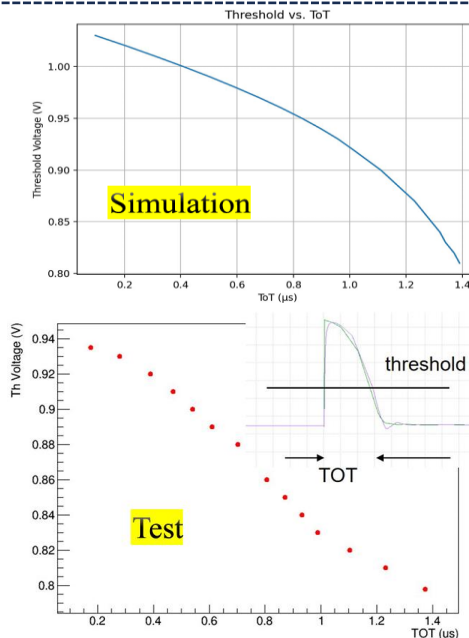 Threshold vs. ToT
Threshold Voltage (V)
1.00
0.95
0.90
0.85
0.80
Simulation
0.2 0.4 0.6 0.8 1.0 1.2 1.4
ToT (µs)
Th Voltage (V)
0.94
0.92
0.9
0.88
0.86
0.84
0.82
0.8
threshold
TOT
Test
0.2 0.4 0.6 0.8 1 1.2 1.4
TOT (us)